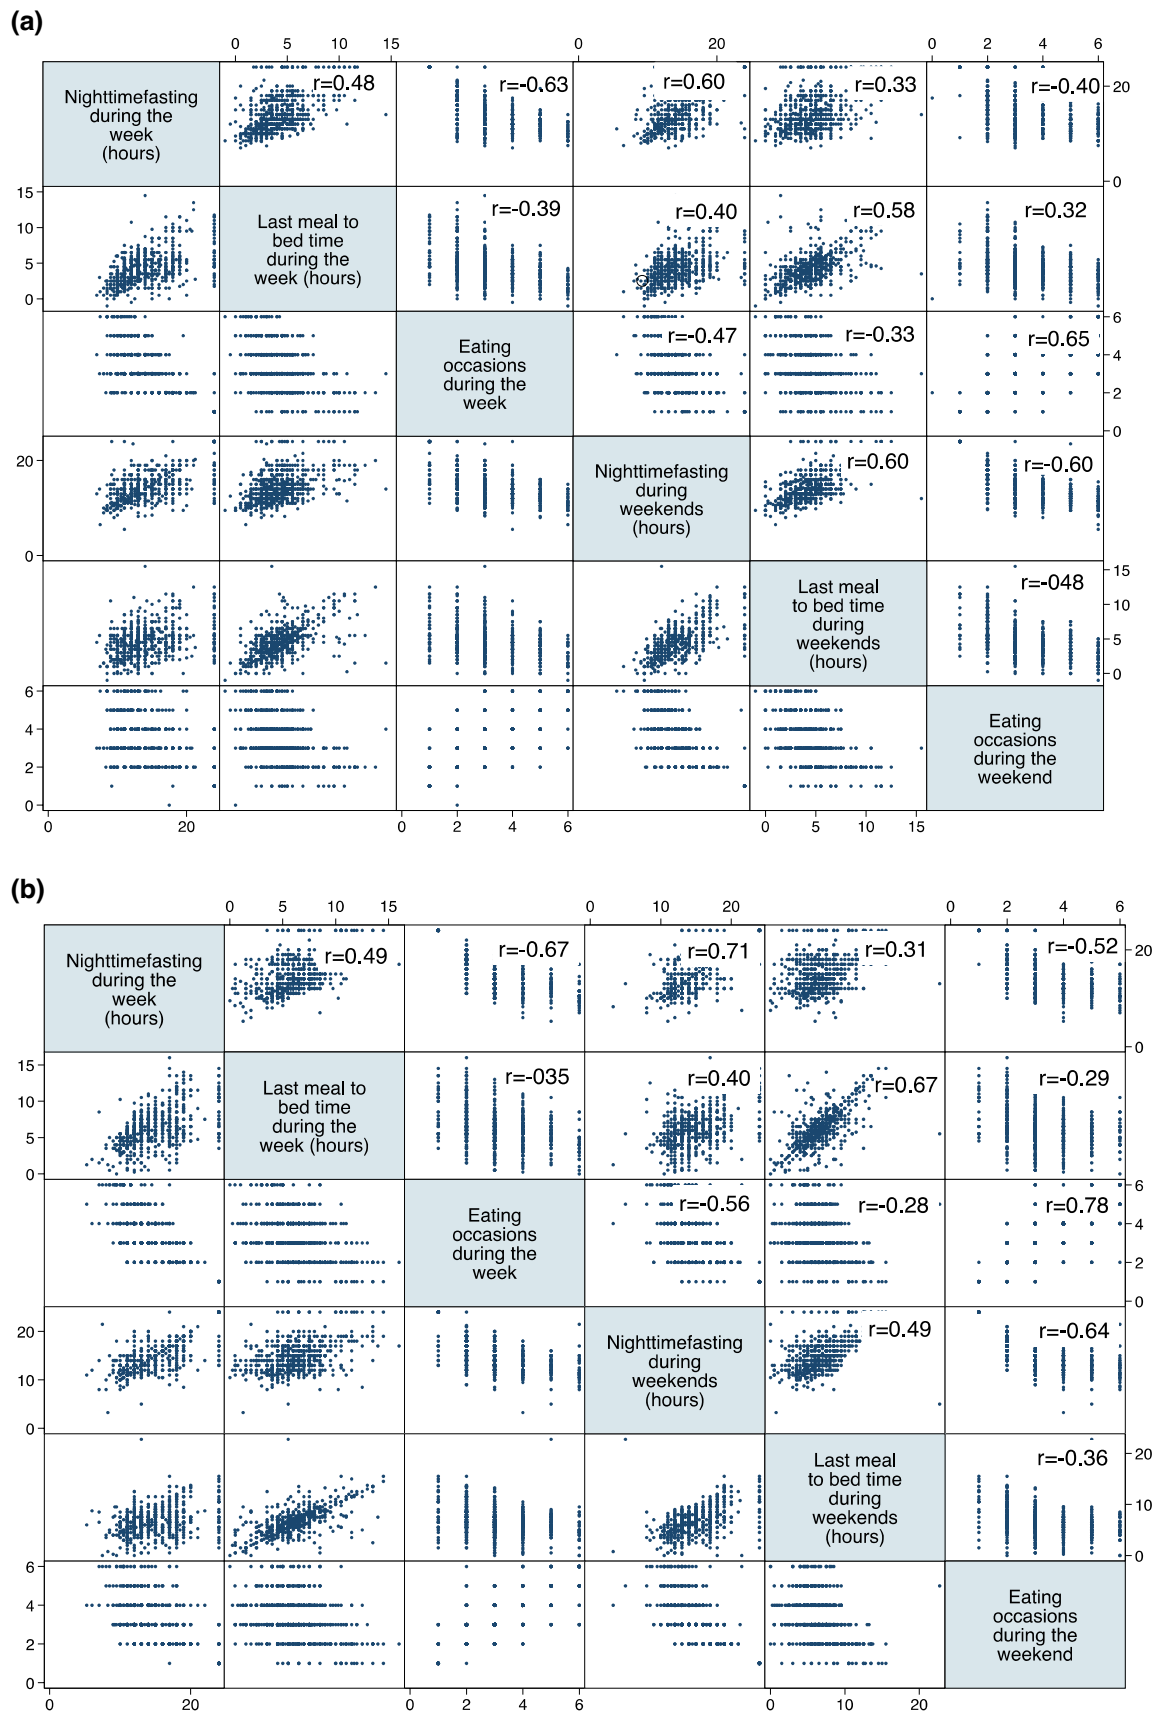 (a)
0 5 10 15 0 20 0 2 4 6
Nighttimefasting
during the
week
(hours)
r=0.48
r=-0.63
r=0.60
r=0.33
r=-0.40
20
0
15
10
5
0
Last meal to
bed time
during the
week (hours)
r=-0.39
r=0.40
r=0.58
r=0.32
Eating
occasions
during the
week
r=-0.47
r=-0.33
r=0.65
6
4
2
0
20
0
Nighttimefasting
during
weekends
(hours)
r=0.60
r=-0.60
Last meal
to bed time
during
weekends
(hours)
r=-048
15
10
5
0
6
4
2
0
Eating
occasions
during the
weekend
0 20 0 2 4 6 0 5 10 15
(b)
0 5 10 15 0 10 20 0 2 4 6
Nighttimefasting
during the
week
(hours)
r=0.49
r=-0.67
r=0.71
r=0.31
r=-0.52
20
0
15
10
5
0
Last meal to
bed time
during the
week (hours)
r=-035
r=0.40
r=0.67
r=-0.29
Eating
occasions
during the
week
r=-0.56
r=-0.28
r=0.78
6
4
2
0
20
10
0
Nighttimefasting
during
weekends
(hours)
r=0.49
r=-0.64
Last meal
to bed time
during
weekends
(hours)
r=-0.36
20
10
0
6
4
2
0
Eating
occasions
during the
weekend
0 20 0 2 4 6 0 10 20